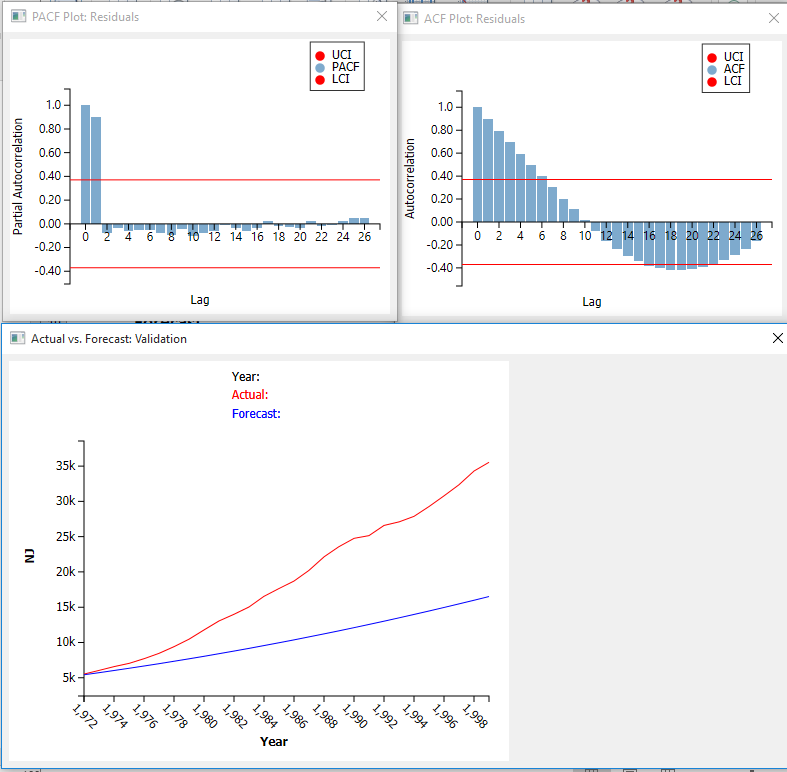 PACF Plot: Residuals
UCI
PACF
LCI
Partial Autocorrelation
1.0
0.80
0.60
0.40
0.20
0.00
-0.20
-0.40
0 2 4 6 8 10 12 14 16 18 20 22 24 26
Lag
ACF Plot: Residuals
UCI
ACF
LCI
Autocorrelation
1.0
0.80
0.60
0.40
0.20
0.00
-0.20
-0.40
0 2 4 6 8 10 12 14 16 18 20 22 24 26
Lag
Actual vs. Forecast: Validation
Year:
Actual:
Forecast:
NJ
35k
30k
25k
20k
15k
10k
5k
1,972 1,974 1,976 1,978 1,980 1,982 1,984 1,986 1,988 1,990 1,992 1,994 1,996 1,998
Year